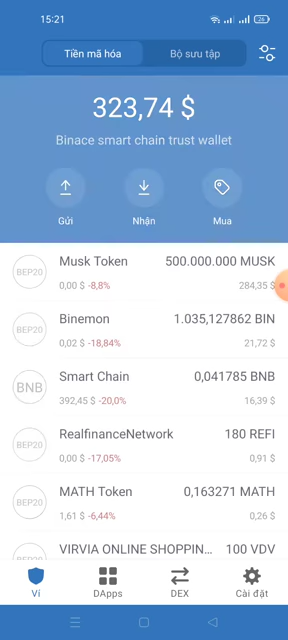 15:21
26
Tiền mã hóa
Bộ sưu tập
323,74 $
Binace smart chain trust wallet
Gửi
Nhận
Mua
BEP20
Musk Token
500.000.000 MUSK
0,00 $ -8,8%
284,35 $
BEP20
Binemon
1.035,127862 BIN
0,02 $ -18,84%
21,72 $
BNB
Smart Chain
0,041785 BNB
392,45 $ -20,0%
16,39 $
BEP20
RealfinanceNetwork
180 REFI
0,00 $ -17,05%
0,91 $
BEP20
MATH Token
0,163271 MATH
1,61 $ -6,44%
0,26 $
BEP20
VIRVIA ONLINE SHOPPIN...
100 VDV
Ví
DApps
DEX
Cài đặt